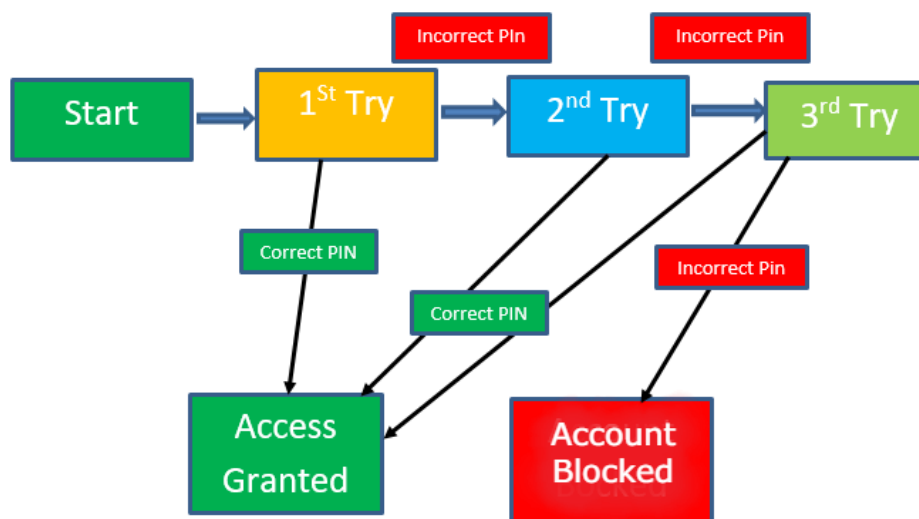 Incorrect PIn
Incorrect Pin
Start
1St Try
2nd Try
3rd Try
Correct PIN
Incorrect Pin
Correct PIN
Access
Granted
Account
Blocked